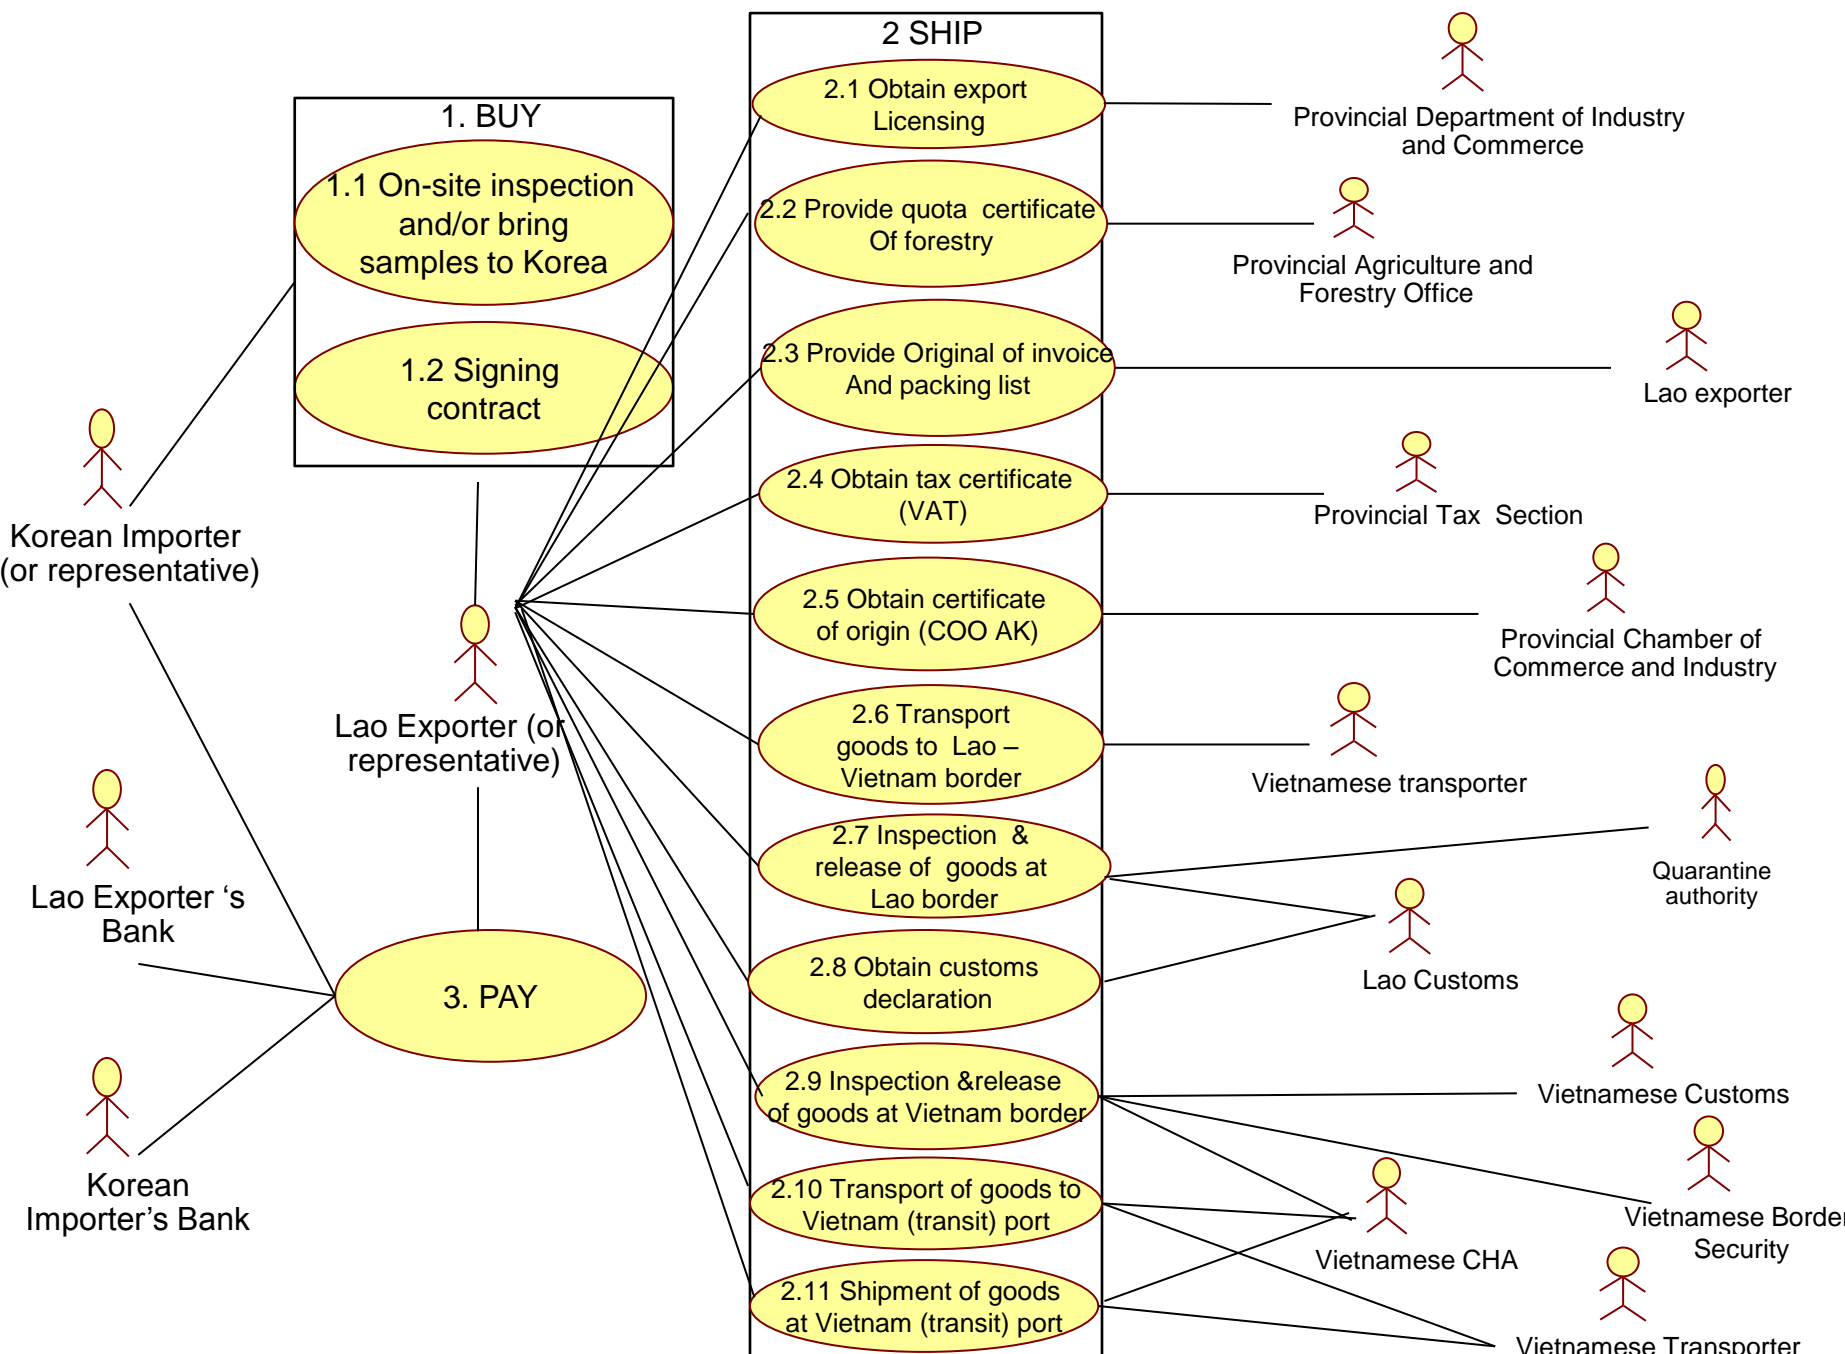 1. BUY
1.1 On-site inspection
and/or bring
samples to Korea
1.2 Signing
contract
Korean Importer
(or representative)
Lao Exporter (or
representative)
Lao Exporter ‘s
Bank
3. PAY
Korean
Importer’s Bank
2 SHIP
2.1 Obtain export
Licensing
2.2 Provide quota certificate
Of forestry
2.3 Provide Original of invoice
And packing list
2.4 Obtain tax certificate
(VAT)
2.5 Obtain certificate
of origin (COO AK)
2.6 Transport
goods to Lao –
Vietnam border
2.7 Inspection &
release of goods at
Lao border
2.8 Obtain customs
declaration
2.9 Inspection &release
of goods at Vietnam border
2.10 Transport of goods to
Vietnam (transit) port
2.11 Shipment of goods
at Vietnam (transit) port
Provincial Department of Industry
and Commerce
Provincial Agriculture and
Forestry Office
Lao exporter
Provincial Tax Section
Provincial Chamber of
Commerce and Industry
Vietnamese transporter
Quarantine
authority
Lao Customs
Vietnamese Customs
Vietnamese Border
Security
Vietnamese CHA
Vietnamese Transporter